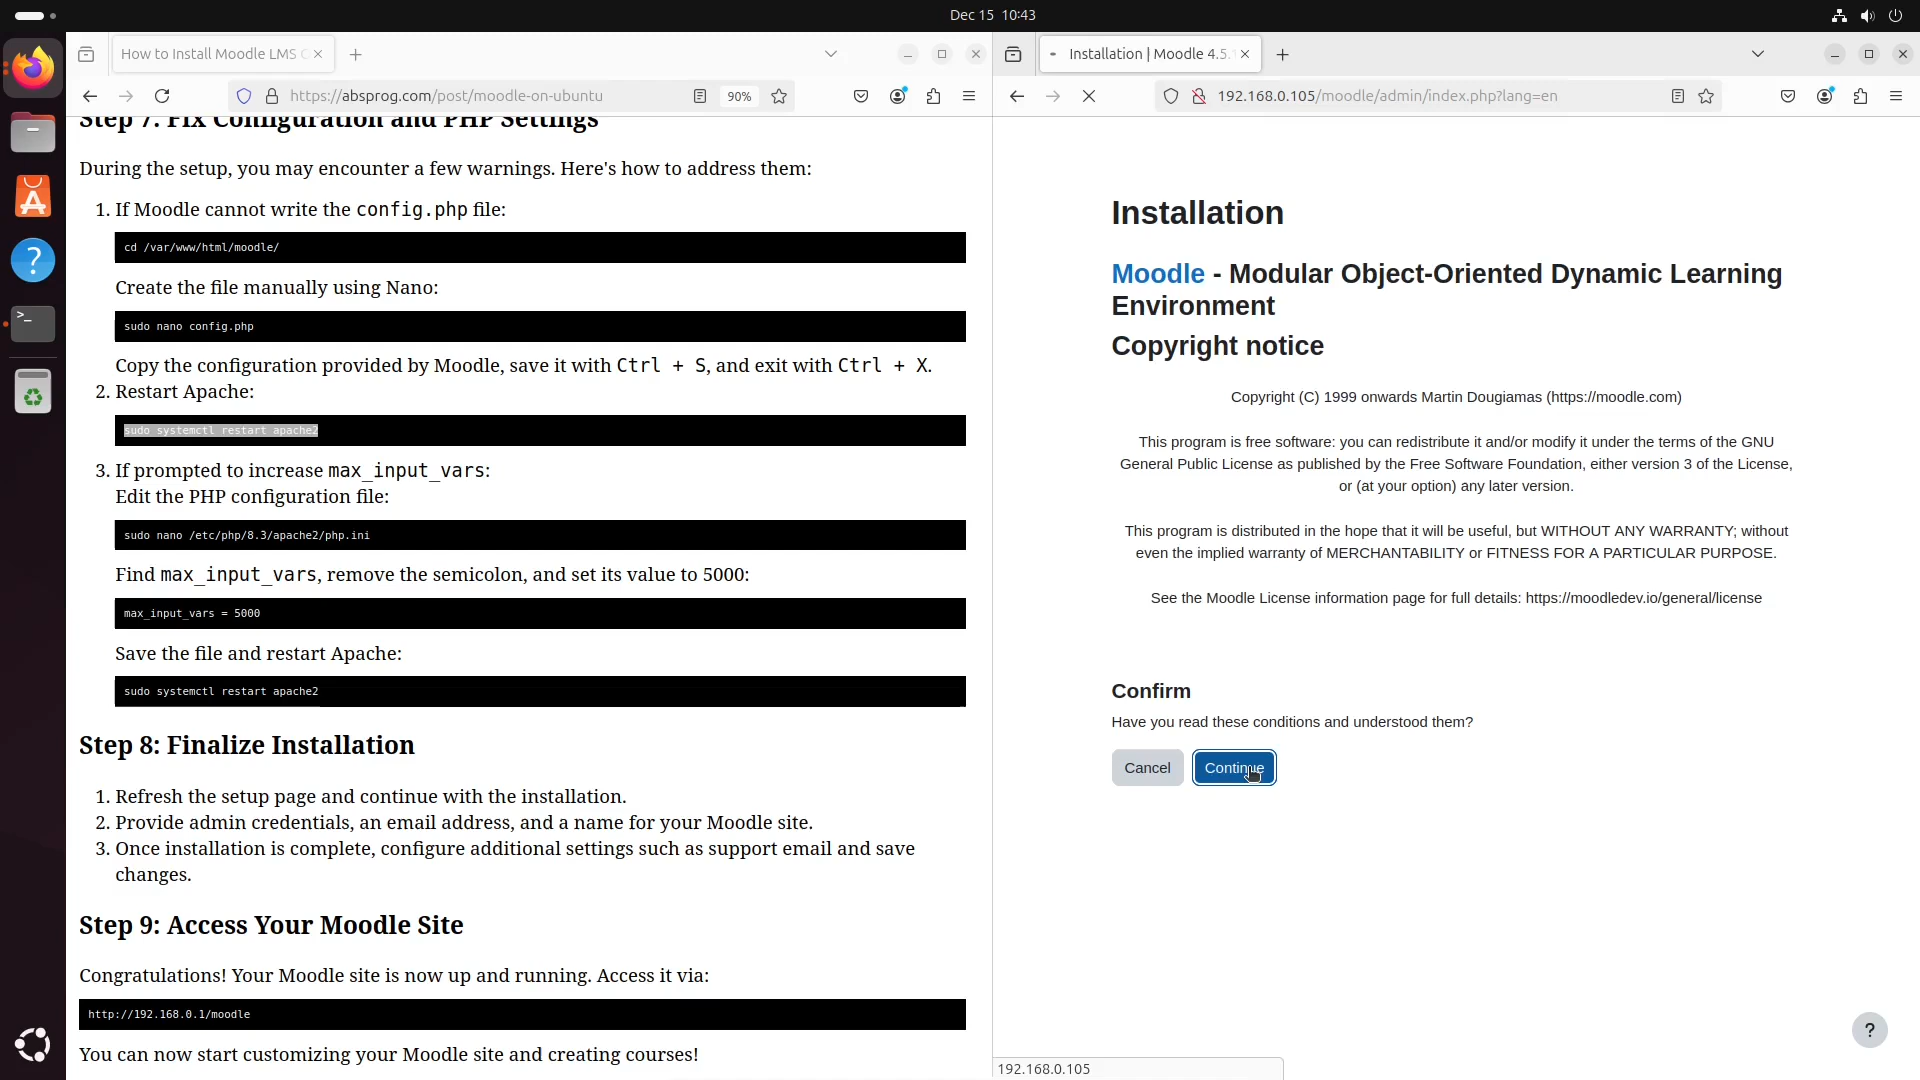 Dec 15 10:43
How to Install Moodle LMS
https://absprog.com/post/moodle-on-ubuntu
90%
Step 7: Fix Configuration and PHP Settings
During the setup, you may encounter a few warnings. Here's how to address them:
1. If Moodle cannot write the config.php file:
cd /var/www/html/moodle/
Create the file manually using Nano:
sudo nano config.php
Copy the configuration provided by Moodle, save it with Ctrl + S, and exit with Ctrl + X.
2. Restart Apache:
sudo systemctl restart apache2
3. If prompted to increase max_input_vars:
Edit the PHP configuration file:
sudo nano /etc/php/8.3/apache2/php.ini
Find max_input_vars, remove the semicolon, and set its value to 5000:
max_input_vars = 5000
Save the file and restart Apache:
sudo systemctl restart apache2
Step 8: Finalize Installation
1. Refresh the setup page and continue with the installation.
2. Provide admin credentials, an email address, and a name for your Moodle site.
3. Once installation is complete, configure additional settings such as support email and save
changes.
Step 9: Access Your Moodle Site
Congratulations! Your Moodle site is now up and running. Access it via:
http://192.168.0.1/moodle
You can now start customizing your Moodle site and creating courses!
Installation | Moodle 4.5.
192.168.0.105/moodle/admin/index.php?lang=en
Installation
Moodle - Modular Object-Oriented Dynamic Learning
Environment
Copyright notice
Copyright (C) 1999 onwards Martin Dougiamas (https://moodle.com)
This program is free software: you can redistribute it and/or modify it under the terms of the GNU
General Public License as published by the Free Software Foundation, either version 3 of the License,
or (at your option) any later version.
This program is distributed in the hope that it will be useful, but WITHOUT ANY WARRANTY; without
even the implied warranty of MERCHANTABILITY or FITNESS FOR A PARTICULAR PURPOSE.
See the Moodle License information page for full details: https://moodledev.io/general/license
Confirm
Have you read these conditions and understood them?
Cancel
Continue
?
192.168.0.105